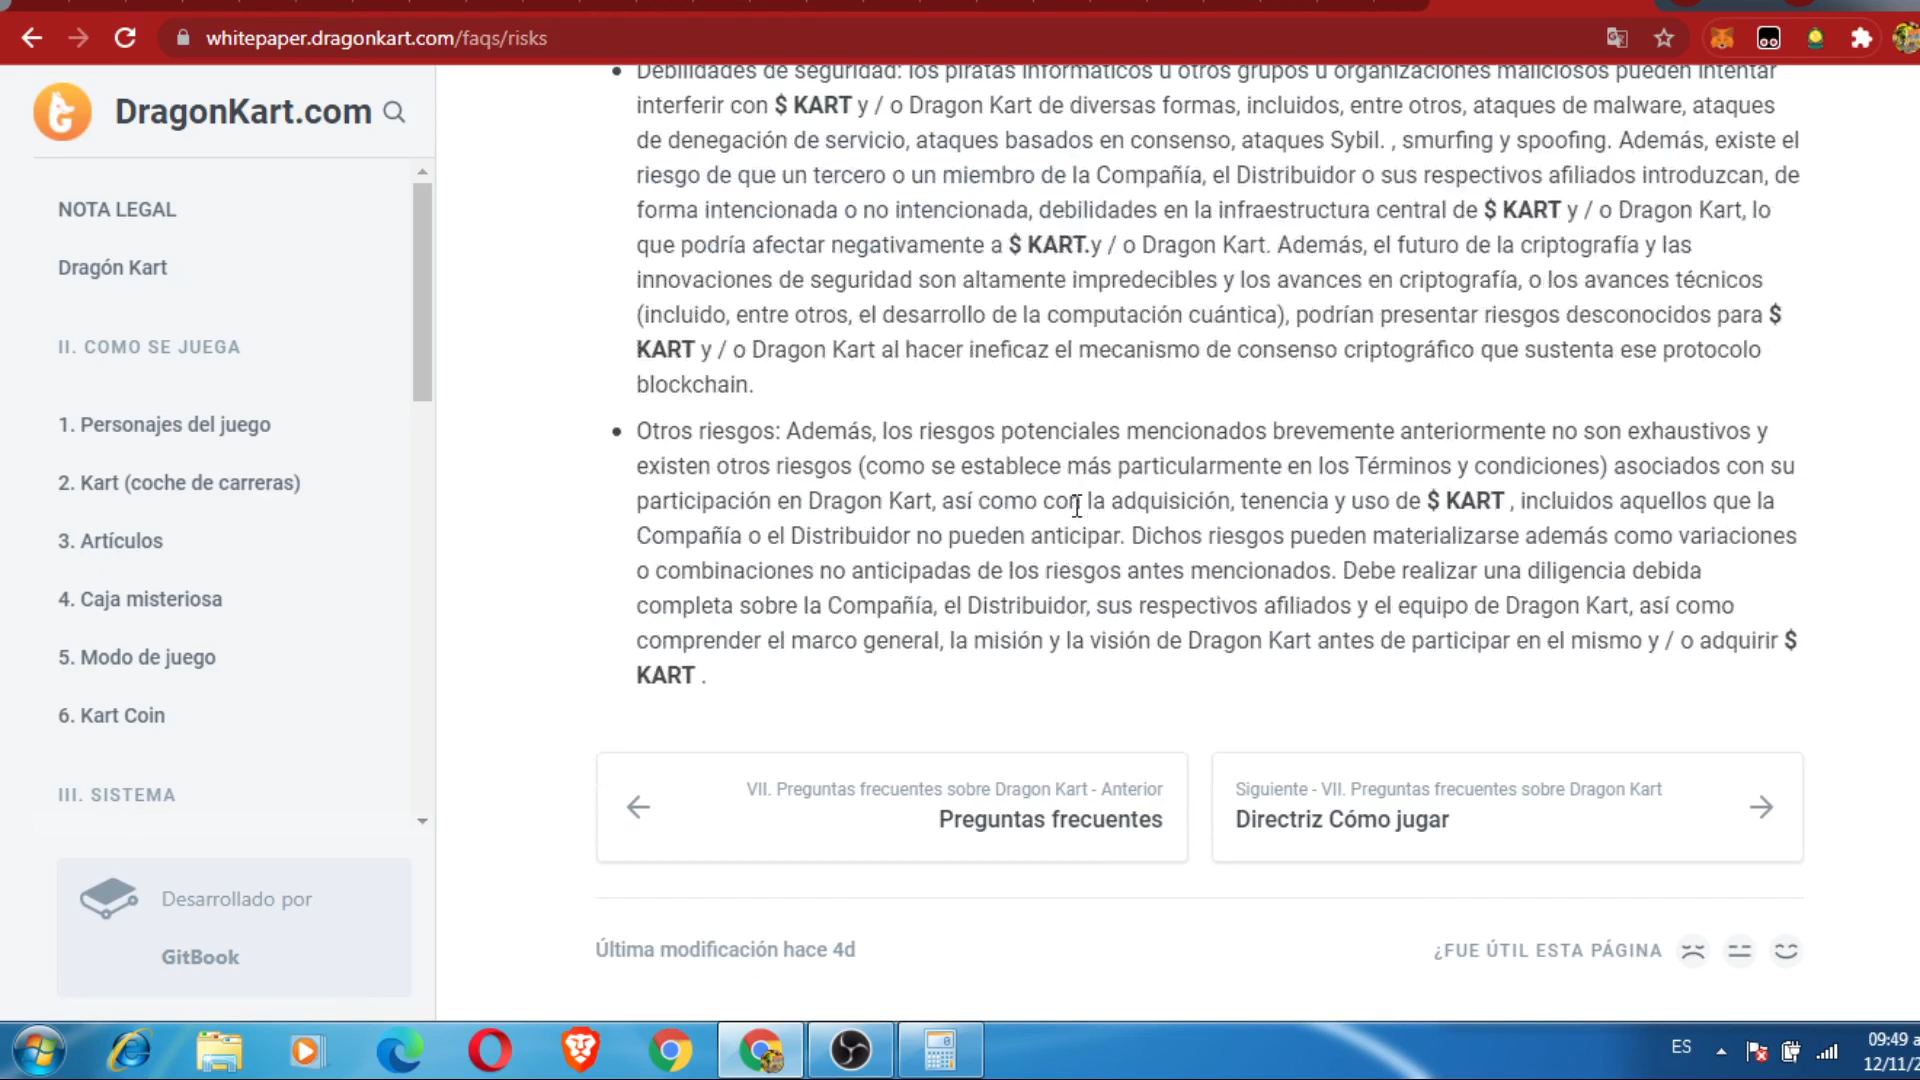 whitepaper.dragonkart.com/faqs/risks
DragonKart.com
NOTA LEGAL
Dragón Kart
II. COMO SE JUEGA
1. Personajes del juego
2. Kart (coche de carreras)
3. Artículos
4. Caja misteriosa
5. Modo de juego
6. Kart Coin
III. SISTEMA
Desarrollado por
GitBook
Debilidades de seguridad: los piratas informáticos u otros grupos u organizaciones maliciosos pueden intentar
interferir con $ KART y / o Dragon Kart de diversas formas, incluidos, entre otros, ataques de malware, ataques
de denegación de servicio, ataques basados en consenso, ataques Sybil. , smurfing y spoofing. Además, existe el
riesgo de que un tercero o un miembro de la Compañía, el Distribuidor o sus respectivos afiliados introduzcan, de
forma intencionada o no intencionada, debilidades en la infraestructura central de $ KART y / o Dragon Kart, lo
que podría afectar negativamente a $ KART.y / o Dragon Kart. Además, el futuro de la criptografía y las
innovaciones de seguridad son altamente impredecibles y los avances en criptografía, o los avances técnicos
(incluido, entre otros, el desarrollo de la computación cuántica), podrían presentar riesgos desconocidos para $
KART y / o Dragon Kart al hacer ineficaz el mecanismo de consenso criptográfico que sustenta ese protocolo
blockchain.
Otros riesgos: Además, los riesgos potenciales mencionados brevemente anteriormente no son exhaustivos y
existen otros riesgos (como se establece más particularmente en los Términos y condiciones) asociados con su
participación en Dragon Kart, así como con la adquisición, tenencia y uso de $ KART , incluidos aquellos que la
Compañía o el Distribuidor no pueden anticipar. Dichos riesgos pueden materializarse además como variaciones
o combinaciones no anticipadas de los riesgos antes mencionados. Debe realizar una diligencia debida
completa sobre la Compañía, el Distribuidor, sus respectivos afiliados y el equipo de Dragon Kart, así como
comprender el marco general, la misión y la visión de Dragon Kart antes de participar en el mismo y / o adquirir $
KART .
VII. Preguntas frecuentes sobre Dragon Kart - Anterior
Preguntas frecuentes
Siguiente - VII. Preguntas frecuentes sobre Dragon Kart
Directriz Cómo jugar
Última modificación hace 4d
¿FUE ÚTIL ESTA PÁGINA
ES
09:49 a
12/11/2